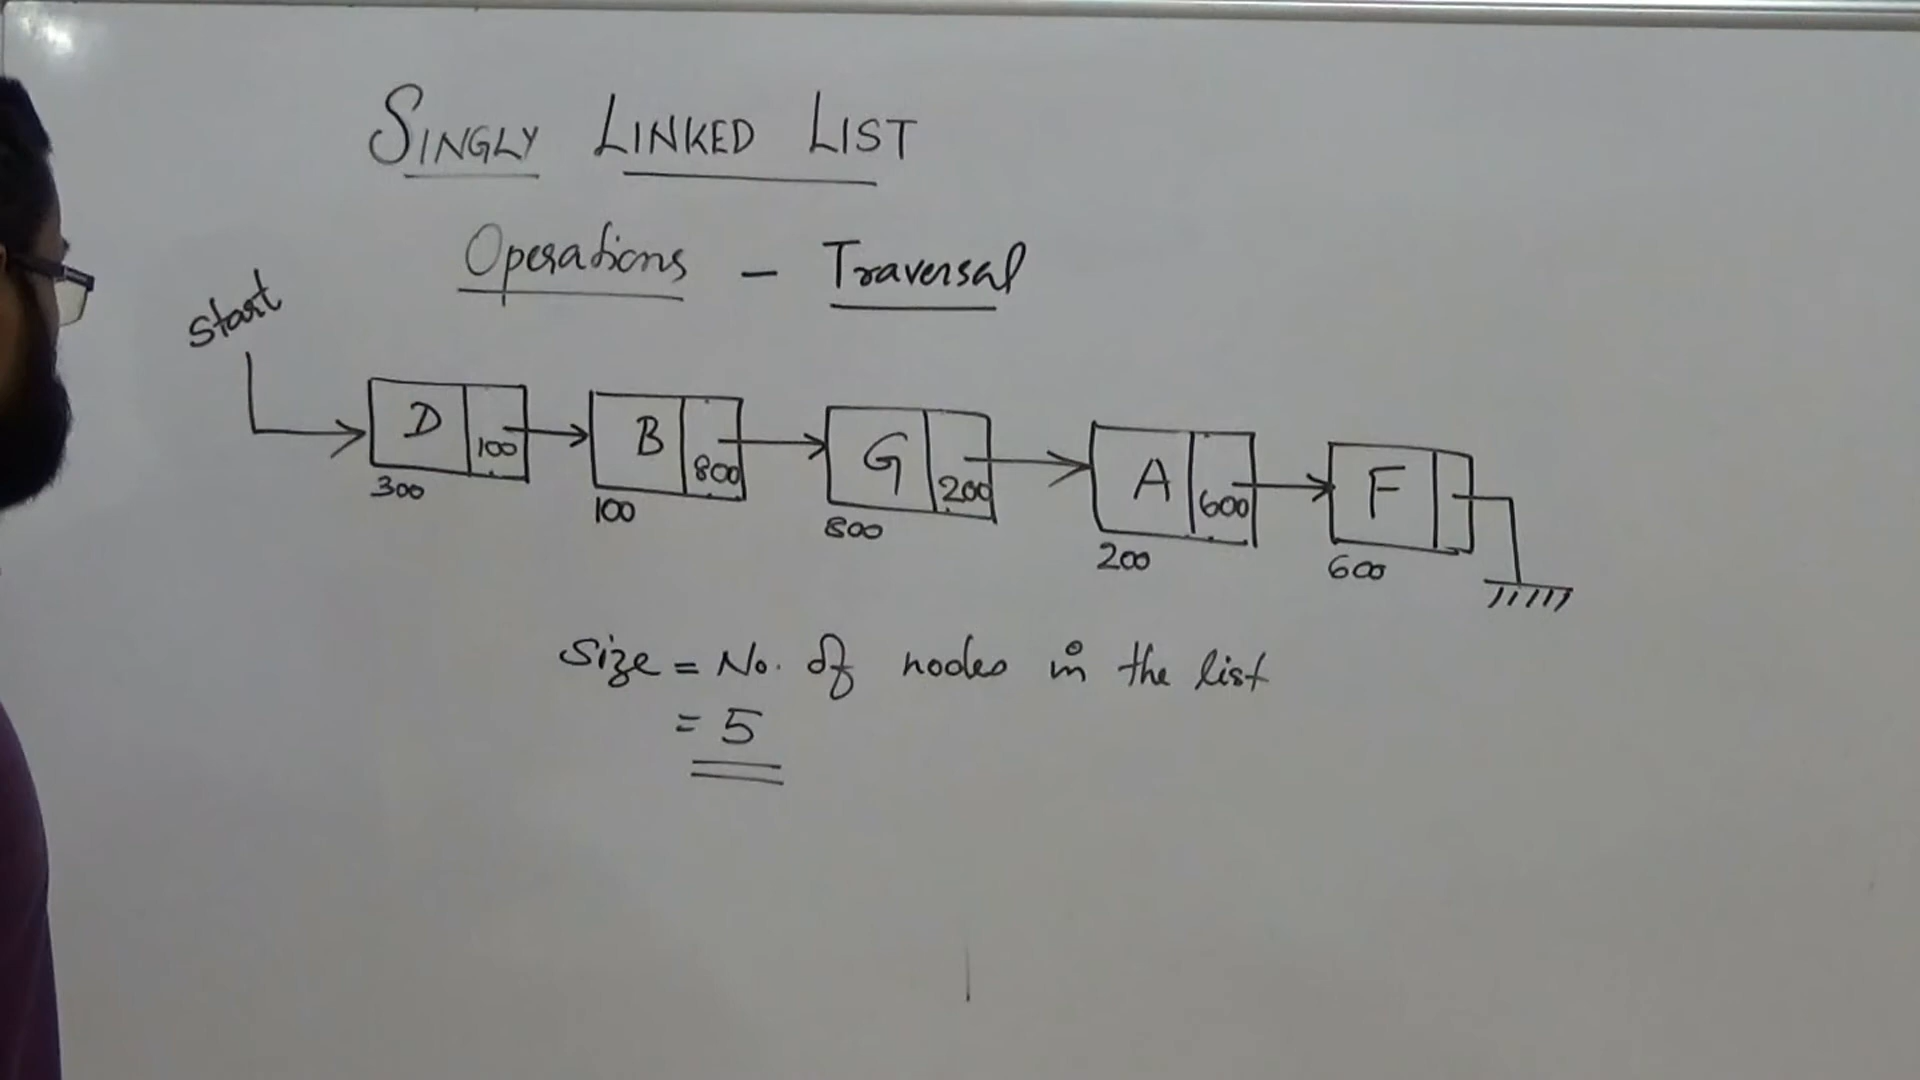 SINGLY LINKED LIST
Operations - Traversal
Start
D 100 B 800 G 200 A 600 F
300 100 800 200 600
Size = No. of nodes in the list
= 5